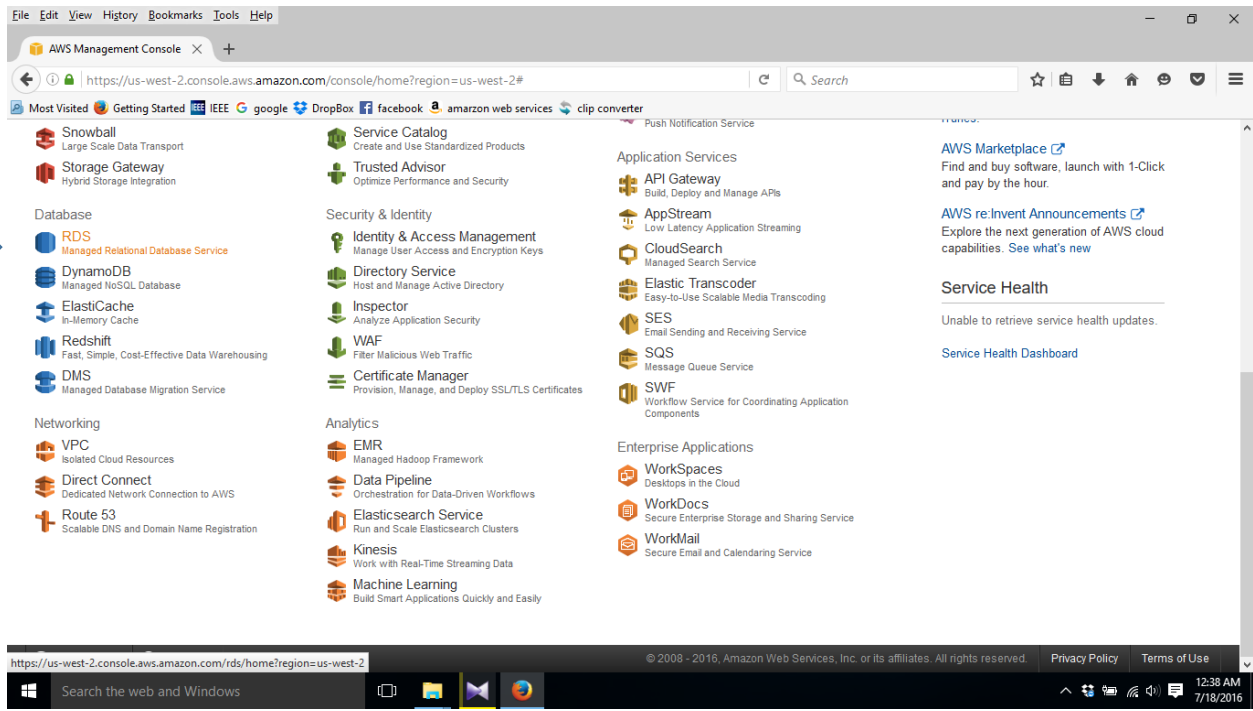 File Edit View History Bookmarks Tools Help
AWS Management Console
https://us-west-2.console.aws.amazon.com/console/home?region=us-west-2#
Search
Most Visited Getting Started IEEE IEEE G google DropBox facebook a amarzon web services clip converter
Snowball
Large Scale Data Transport
Storage Gateway
Hybrid Storage Integration
Database
RDS
Managed Relational Database Service
DynamoDB
Managed NoSQL Database
ElastiCache
In-Memory Cache
Redshift
Fast, Simple, Cost-Effective Data Warehousing
DMS
Managed Database Migration Service
Networking
VPC
Isolated Cloud Resources
Direct Connect
Dedicated Network Connection to AWS
Route 53
Scalable DNS and Domain Name Registration
Service Catalog
Create and Use Standardized Products
Trusted Advisor
Optimize Performance and Security
Security & Identity
Identity & Access Management
Manage User Access and Encryption Keys
Directory Service
Host and Manage Active Directory
Inspector
Analyze Application Security
WAF
Filter Malicious Web Traffic
Certificate Manager
Provision, Manage, and Deploy SSL/TLS Certificates
Analytics
EMR
Managed Hadoop Framework
Data Pipeline
Orchestration for Data-Driven Workflows
Elasticsearch Service
Run and Scale Elasticsearch Clusters
Kinesis
Work with Real-Time Streaming Data
Machine Learning
Build Smart Applications Quickly and Easily
Push Notification Service
Application Services
API Gateway
Build, Deploy and Manage APIs
AppStream
Low Latency Application Streaming
CloudSearch
Managed Search Service
Elastic Transcoder
Easy-to-Use Scalable Media Transcoding
SES
Email Sending and Receiving Service
SQS
Message Queue Service
SWF
Workflow Service for Coordinating Application
Components
Enterprise Applications
WorkSpaces
Desktops in the Cloud
WorkDocs
Secure Enterprise Storage and Sharing Service
WorkMail
Secure Email and Calendaring Service
AWS Marketplace
Find and buy software, launch with 1-Click
and pay by the hour.
AWS re:Invent Announcements
Explore the next generation of AWS cloud
capabilities. See what's new
Service Health
Unable to retrieve service health updates.
Service Health Dashboard
https://us-west-2.console.aws.amazon.com/rds/home?region=us-west-2
© 2008 - 2016, Amazon Web Services, Inc. or its affiliates. All rights reserved. Privacy Policy Terms of Use
Search the web and Windows
12:38 AM
7/18/2016